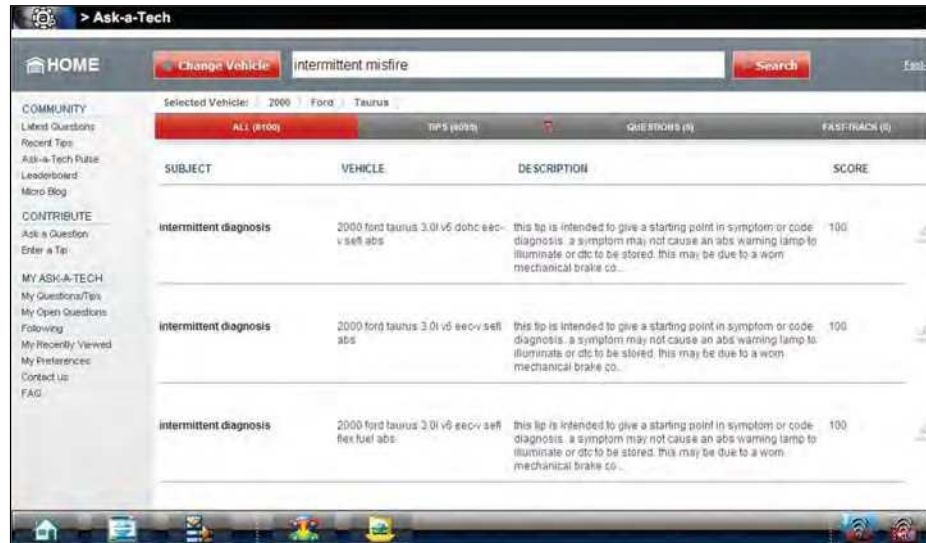 > Ask-a-Tech
HOME
Change Vehicle
intermittent misfire
Search
Selected Vehicle: 2000 Ford Taurus
COMMUNITY
Latest Questions
Recent Tips
Ask-a-Tech Pulse
Leaderboard
Micro Blog
CONTRIBUTE
Ask a Question
Enter a Tip
MY ASK-A-TECH
My Questions/Tips
My Open Questions
Following
My Recently Viewed
My Preferences
Contact us
FAQ
ALL (8100) TIPS QUESTIONS (5) FAST-TRACK (0)
SUBJECT VEHICLE DESCRIPTION SCORE
intermittent diagnosis
2000 ford taurus 3.0l v6 dohc eec-
v sefi abs
this tip is intended to give a starting point in symptom or code
diagnosis. a symptom may not cause an abs warning lamp to
illuminate or dtc to be stored. this may be due to a worn
mechanical brake co...
100
intermittent diagnosis
2000 ford taurus 3.0l v6 eec-v sefi
abs
this tip is intended to give a starting point in symptom or code
diagnosis. a symptom may not cause an abs warning lamp to
illuminate or dtc to be stored. this may be due to a worn
mechanical brake co...
100
intermittent diagnosis
2000 ford taurus 3.0l v6 eec-v sefi
flex fuel abs
this tip is intended to give a starting point in symptom or code
diagnosis. a symptom may not cause an abs warning lamp to
illuminate or dtc to be stored. this may be due to a worn
mechanical brake co...
100